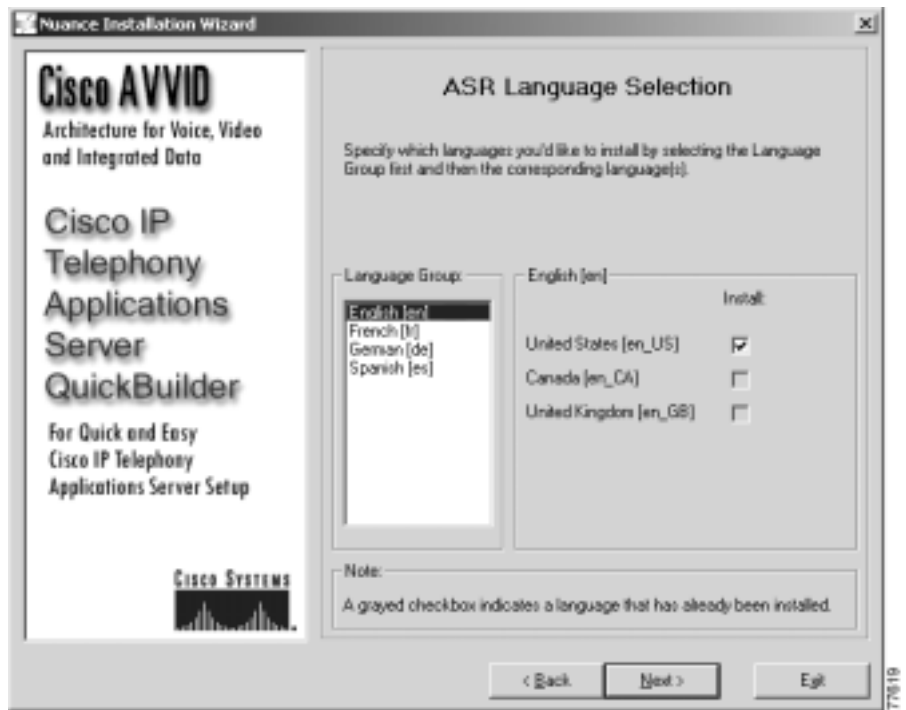 Nuance Installation Wizard
Cisco AVVID
Architecture for Voice, Video
and Integrated Data
Cisco IP
Telephony
Applications
Server
QuickBuilder
For Quick and Easy
Cisco IP Telephony
Applications Server Setup
CISCO SYSTEMS
ASR Language Selection
Specify which languages you'd like to install by selecting the Language
Group first and then the corresponding language(s).
Language Group:
English [en]
French [fr]
German [de]
Spanish [es]
English [en]
Install:
United States [en_US]
Canada [en_CA]
United Kingdom [en_GB]
Note:
A grayed checkbox indicates a language that has already been installed.
< Back
Next >
Exit
77619